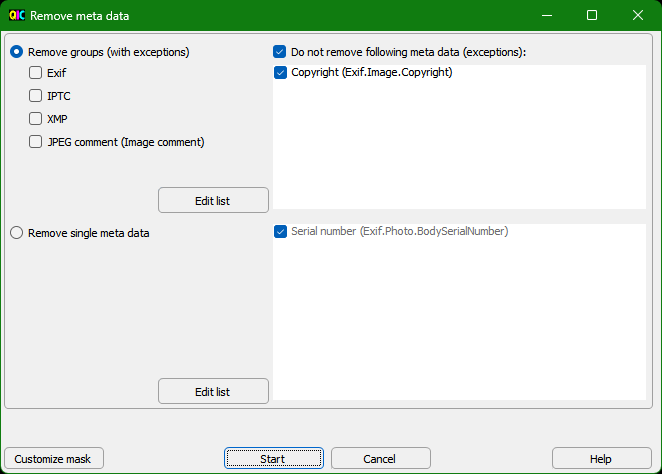 QIC Remove meta data
Remove groups (with exceptions)
Exif
IPTC
XMP
JPEG comment (Image comment)
Edit list
Do not remove following meta data (exceptions):
Copyright (Exif.Image.Copyright)
Remove single meta data
Edit list
Serial number (Exif.Photo.BodySerialNumber)
Customize mask
Start
Cancel
Help